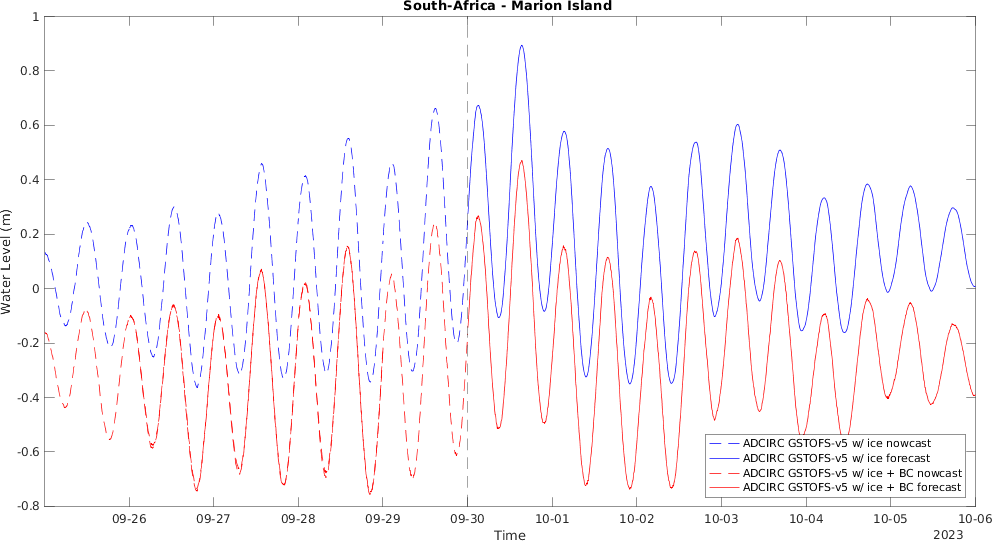 South-Africa - Marion Island
Water Level (m)
1
0.8
0.6
0.4
0.2
0
-0.2
-0.4
-0.6
-0.8
ADCIRC GSTOFS-v5 w/ ice nowcast
ADCIRC GSTOFS-v5 w/ ice forecast
ADCIRC GSTOFS-v5 w/ ice + BC nowcast
ADCIRC GSTOFS-v5 w/ ice + BC forecast
09-26 09-27 09-28 09-29 09-30 10-01 10-02 10-03 10-04 10-05 10-06
Time
2023